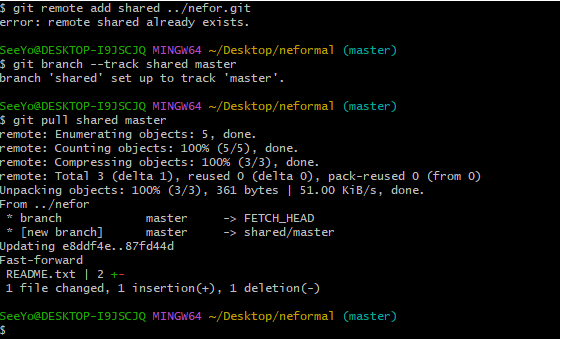 $ git remote add shared ../nefor.git
error: remote shared already exists.
SeeYo@DESKTOP-I9JSCJQ MINGW64 ~/Desktop/neformal (master)
$ git branch --track shared master
branch 'shared' set up to track 'master'.
SeeYo@DESKTOP-I9JSCJQ MINGW64 ~/Desktop/neformal (master)
$ git pull shared master
remote: Enumerating objects: 5, done.
remote: Counting objects: 100% (5/5), done.
remote: Compressing objects: 100% (3/3), done.
remote: Total 3 (delta 1), reused 0 (delta 0), pack-reused 0 (from 0)
Unpacking objects: 100% (3/3), 361 bytes | 51.00 KiB/s, done.
From ../nefor
 * branch            master     -> FETCH_HEAD
 * [new branch]      master     -> shared/master
Updating e8ddf4e..87fd44d
Fast-forward
 README.txt | 2 +-
 1 file changed, 1 insertion(+), 1 deletion(-)
SeeYo@DESKTOP-I9JSCJQ MINGW64 ~/Desktop/neformal (master)
$